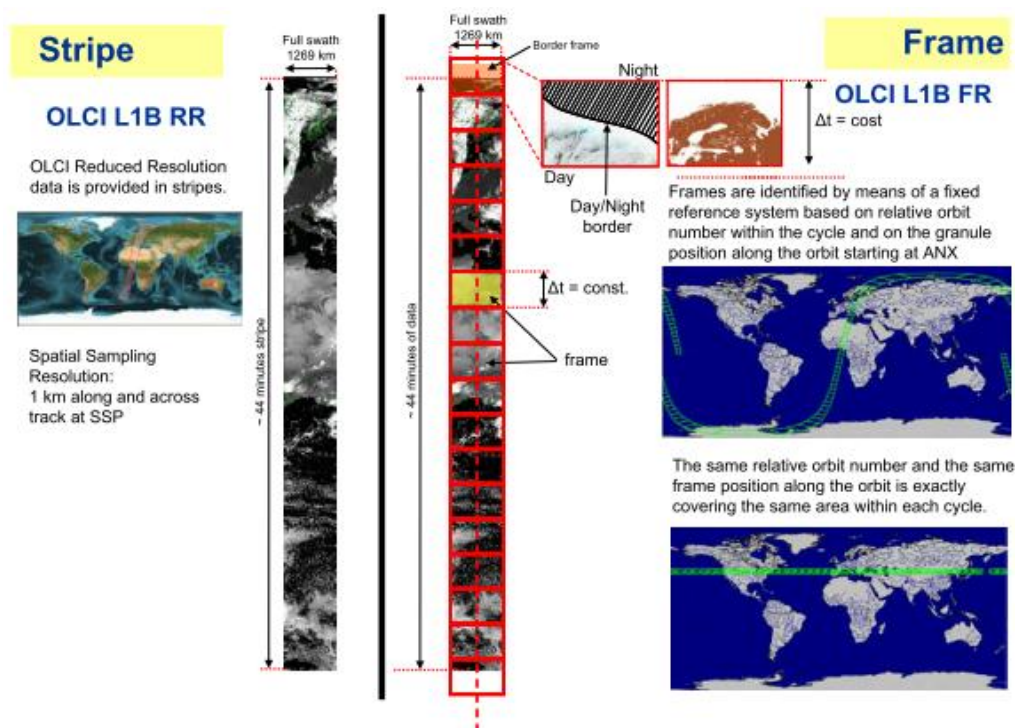 Stripe
OLCI L1B RR
OLCI Reduced Resolution
data is provided in stripes.
Spatial Sampling
Resolution:
1 km along and across
track at SSP
Full swath
1269 km
~ 44 minutes stripe
Full swath
1269 km
Border frame
~ 44 minutes of data
Night
Day
Day/Night
border
Δt = const.
frame
Frame
OLCI L1B FR
Δt = cost
Frames are identified by means of a fixed
reference system based on relative orbit
number within the cycle and on the granule
position along the orbit starting at ANX
The same relative orbit number and the same
frame position along the orbit is exactly
covering the same area within each cycle.